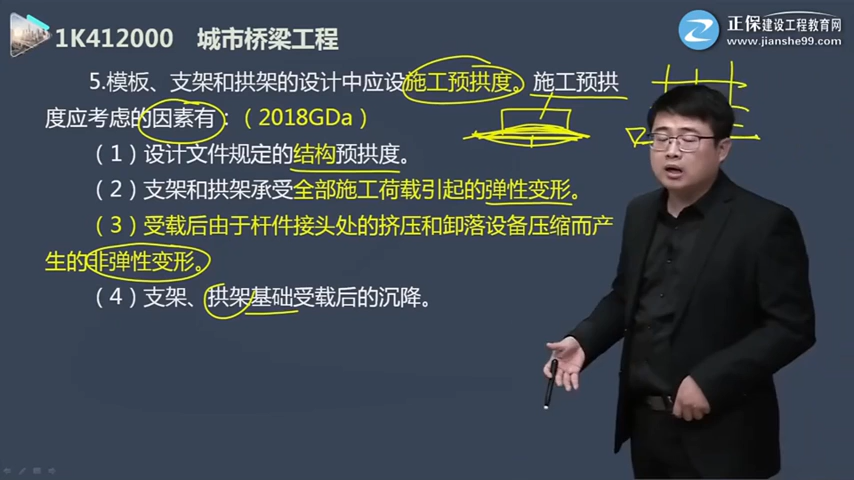 1K412000 城市桥梁工程
正保建设工程教育网
www.jianshe99.com
5.模板、支架和拱架的设计中应设施工预拱度。施工预拱
度应考虑的因素有：（2018GDa）
（1）设计文件规定的结构预拱度。
（2）支架和拱架承受全部施工荷载引起的弹性变形。
（3）受载后由于杆件接头处的挤压和卸落设备压缩而产
生的非弹性变形。
（4）支架、拱架基础受载后的沉降。